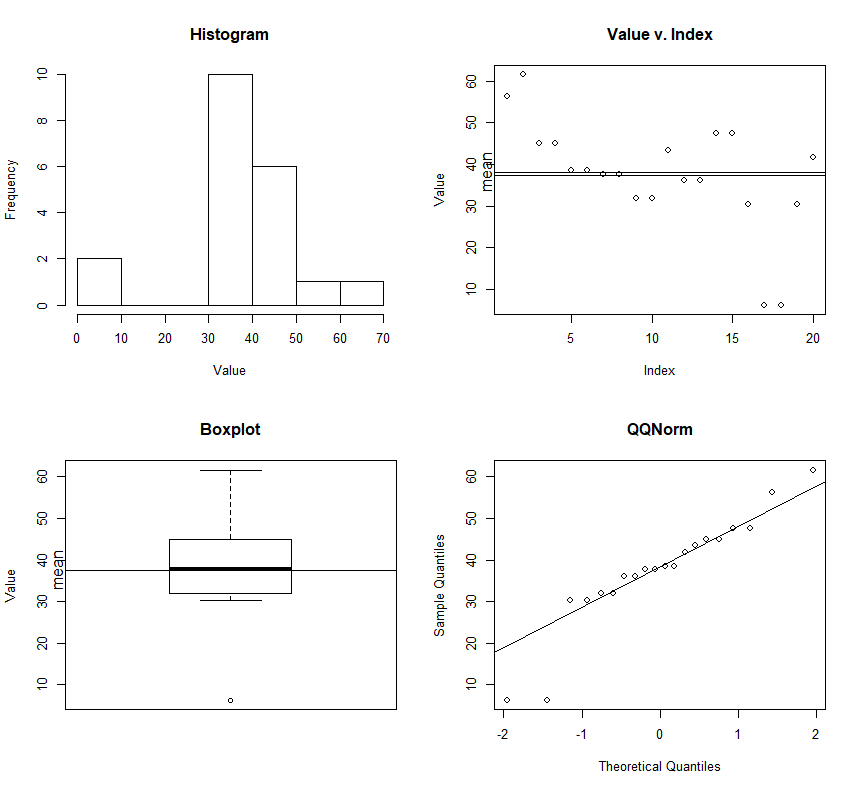 Histogram
Frequency
10
8
6
4
2
0
0 10 20 30 40 50 60 70
Value
Value v. Index
Value
60
50
40
30
20
10
mean
5 10 15 20
Index
Boxplot
Value
60
50
40
30
20
10
mean
QQNorm
Sample Quantiles
60
50
40
30
20
10
-2 -1 0 1 2
Theoretical Quantiles